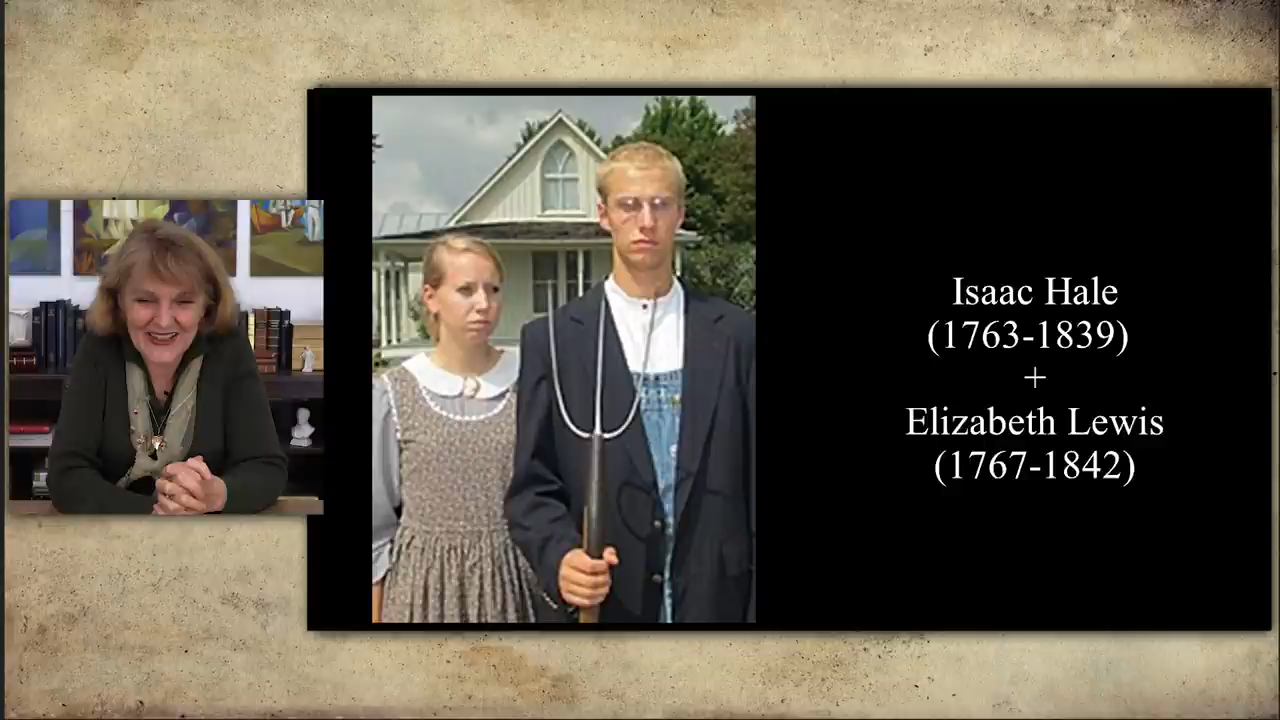 Isaac Hale
(1763-1839)
+
Elizabeth Lewis
(1767-1842)